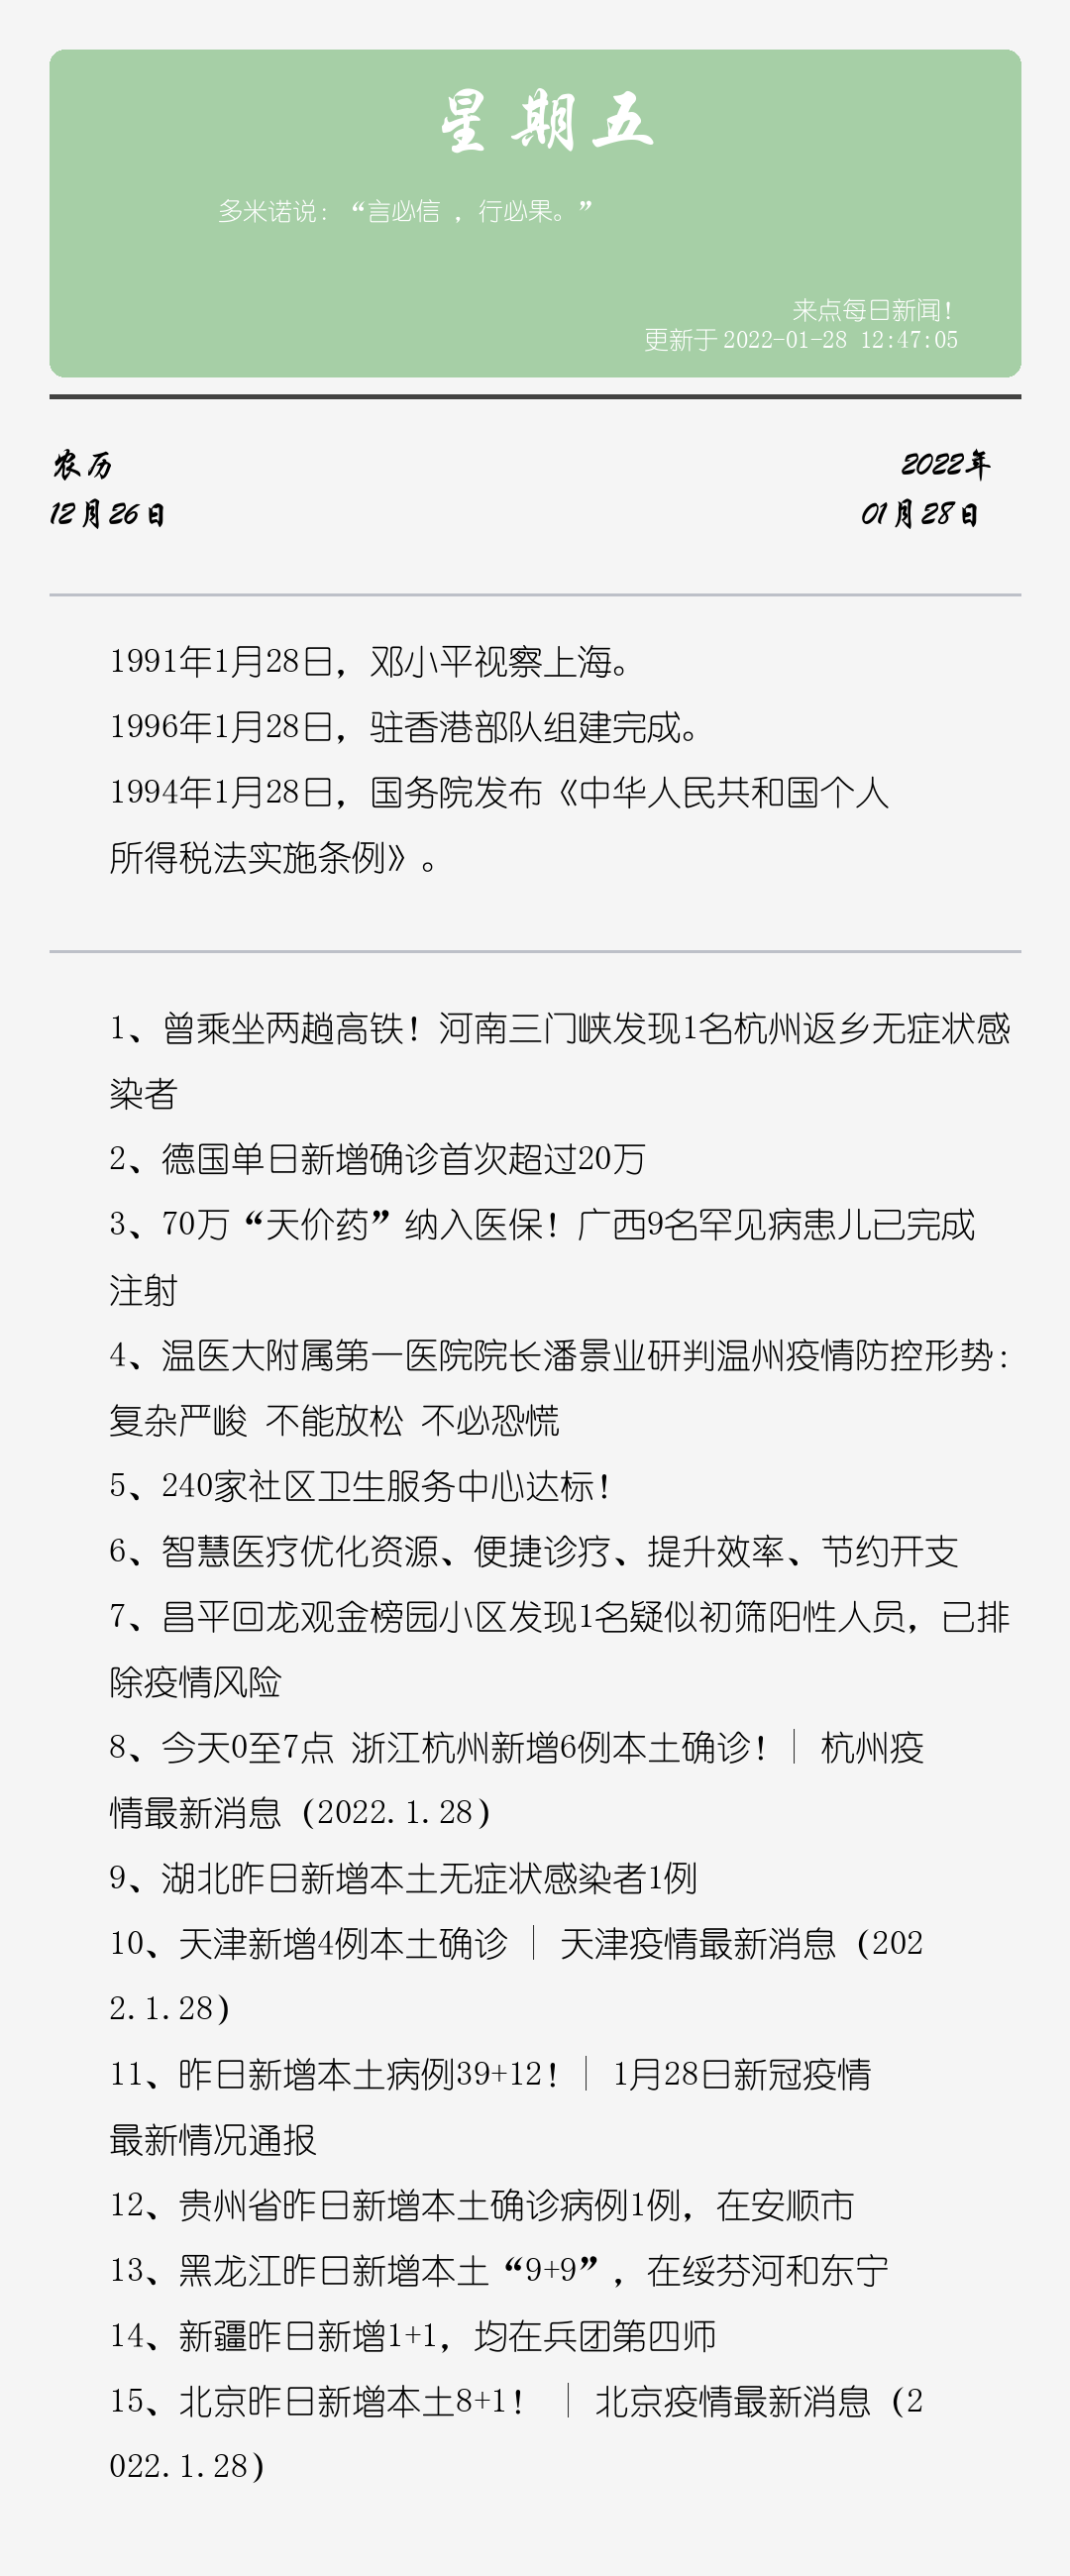 星期五
多米诺说：“言必信 ，行必果。”
来点每日新闻！
更新于2022-01-28 12:47:05
农历
12月26日
2022年
01月28日
1991年1月28日，邓小平视察上海。
1996年1月28日，驻香港部队组建完成。
1994年1月28日，国务院发布《中华人民共和国个人
所得税法实施条例》。
1、曾乘坐两趟高铁！河南三门峡发现1名杭州返乡无症状感
染者
2、德国单日新增确诊首次超过20万
3、70万“天价药”纳入医保！广西9名罕见病患儿已完成
注射
4、温医大附属第一医院院长潘景业研判温州疫情防控形势：
复杂严峻 不能放松 不必恐慌
5、240家社区卫生服务中心达标！
6、智慧医疗优化资源、便捷诊疗、提升效率、节约开支
7、昌平回龙观金榜园小区发现1名疑似初筛阳性人员，已排
除疫情风险
8、今天0至7点 浙江杭州新增6例本土确诊！│ 杭州疫
情最新消息（2022.1.28）
9、湖北昨日新增本土无症状感染者1例
10、天津新增4例本土确诊 │ 天津疫情最新消息（202
2.1.28）
11、昨日新增本土病例39+12！│ 1月28日新冠疫情
最新情况通报
12、贵州省昨日新增本土确诊病例1例，在安顺市
13、黑龙江昨日新增本土“9+9”，在绥芬河和东宁
14、新疆昨日新增1+1，均在兵团第四师
15、北京昨日新增本土8+1！ │ 北京疫情最新消息（2
022.1.28）